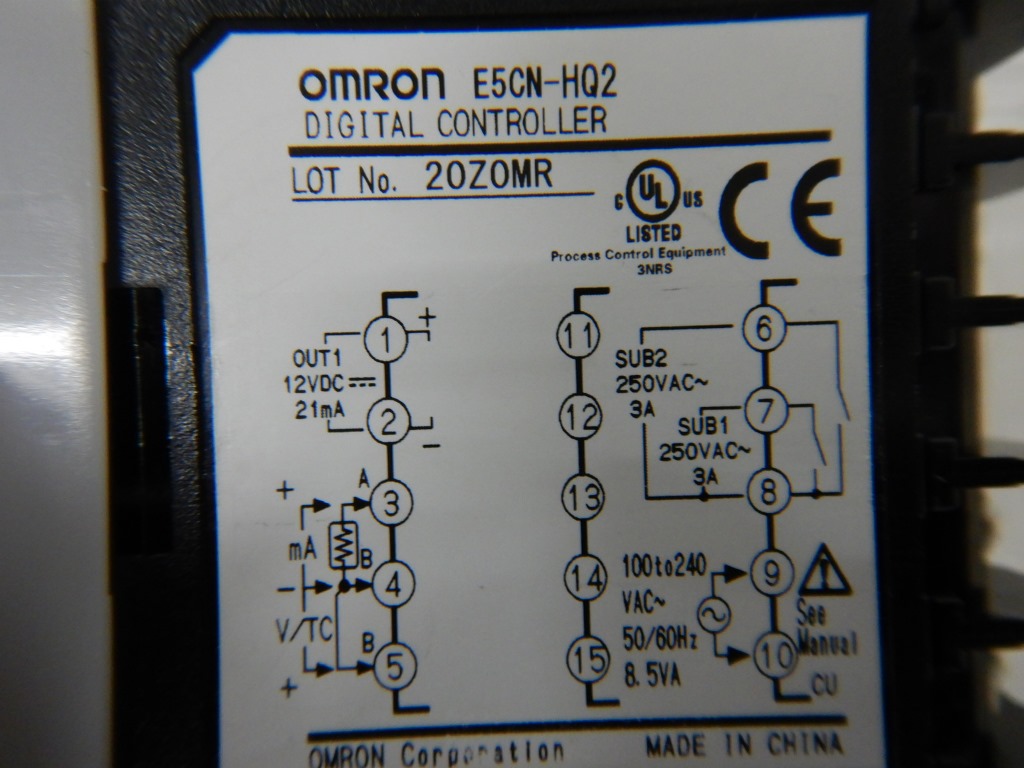 OMRON E5CN-HQ2
DIGITAL CONTROLLER
LOT No. 20Z0MR
C UL US
LISTED
CE
Process Control Equipment
3NRS
1 +
OUT1
12VDC
21mA
2 −
+ A 3
mA B
− 4
V/TC
B 5
+
11
12
13
14
15
6
SUB2
250VAC~
3A
7
SUB1
250VAC~
3A
8
100to240
VAC~
50/60Hz
8.5VA
9
10
See
Manual
CU
OMRON Corporation MADE IN CHINA